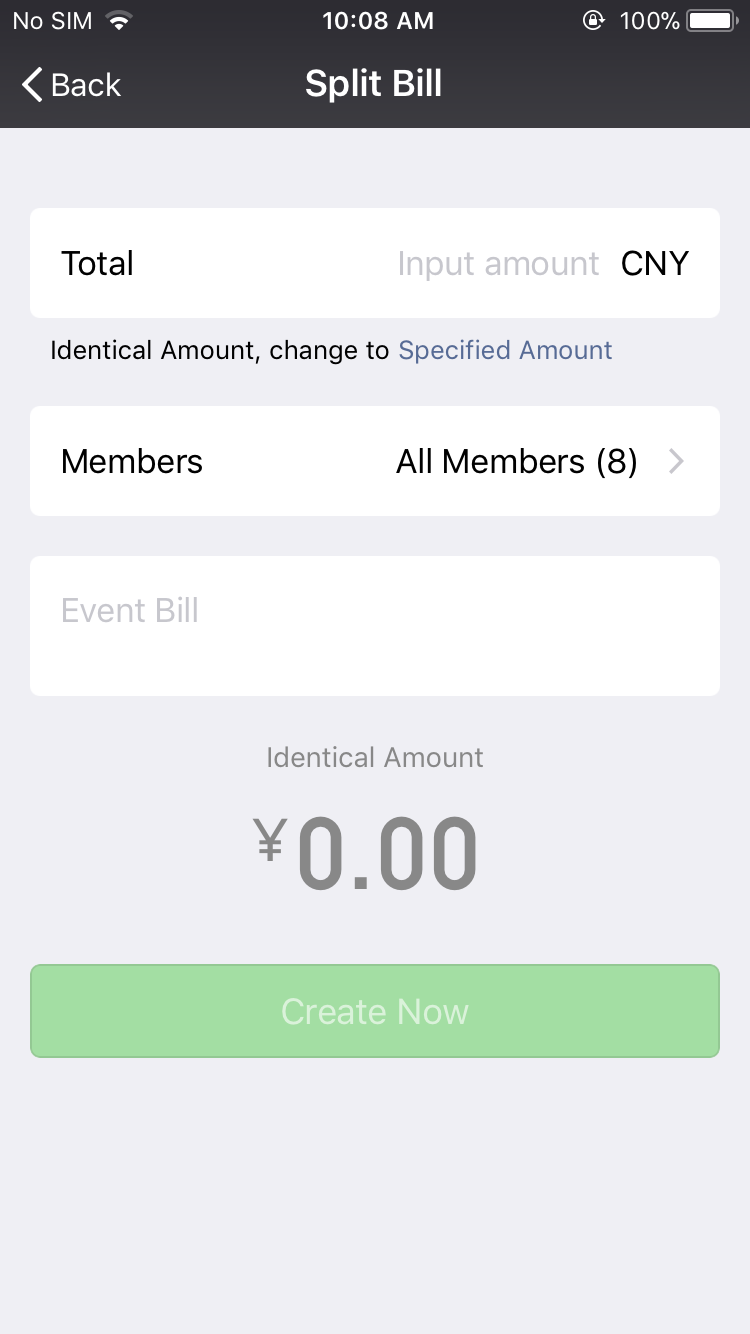 No SIM 10:08 AM 100%
Back Split Bill
Total Input amount CNY
Identical Amount, change to Specified Amount
Members All Members (8)
Event Bill
Identical Amount
¥0.00
Create Now